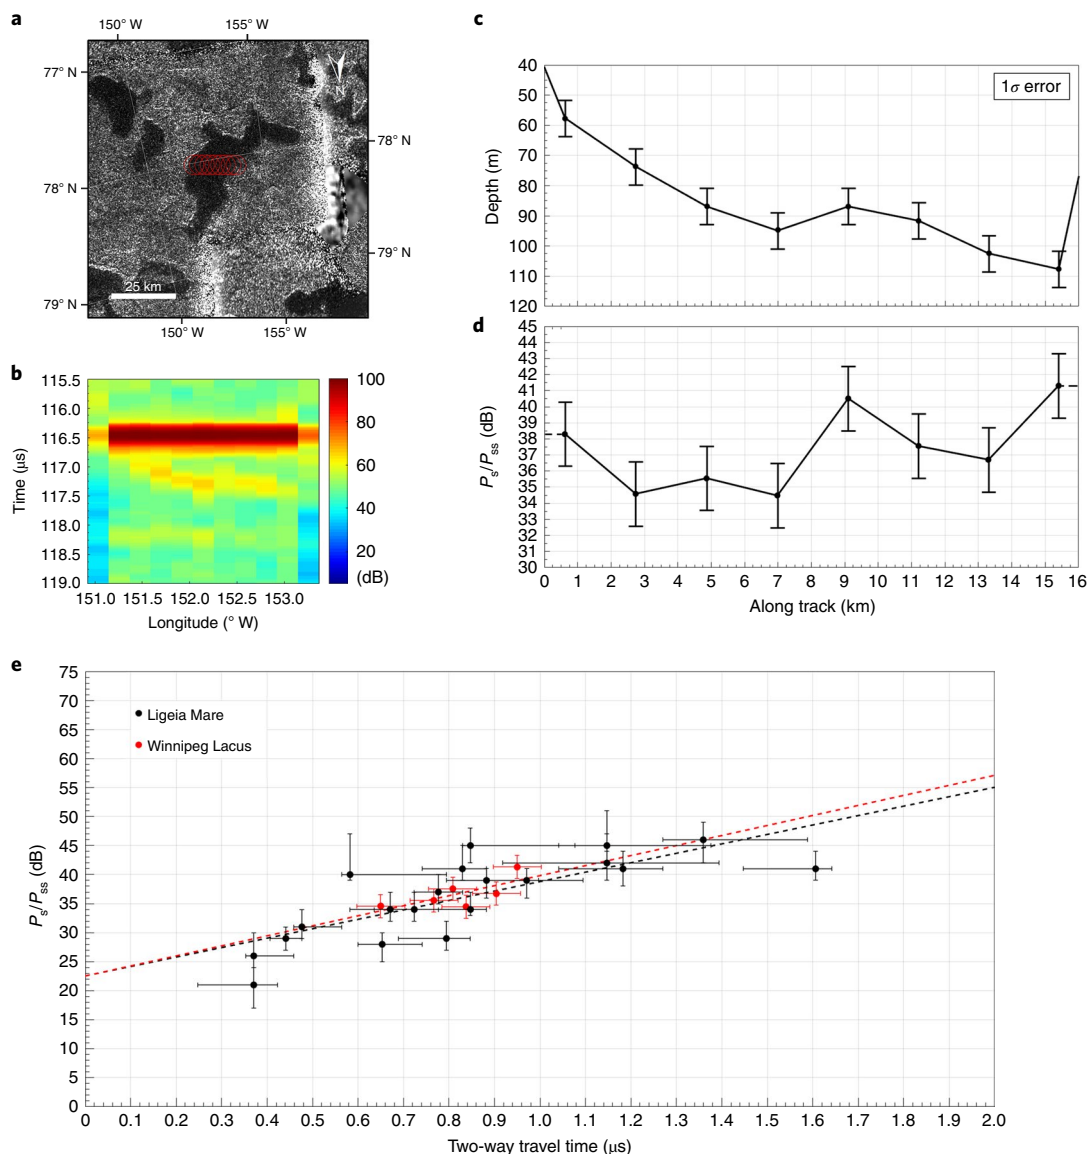 a
150° W 155° W
77° N
78° N
78° N
79° N
79° N
25 km
N
150° W 155° W
b
115.5
116.0
116.5
117.0
117.5
118.0
118.5
119.0
Time (μs)
100
80
60
40
20
(dB)
151.0 151.5 152.0 152.5 153.0
Longitude (° W)
c
40
50
60
70
80
90
100
110
120
Depth (m)
1σ error
d
45
44
43
42
41
40
39
38
37
36
35
34
33
32
31
30
Ps/Pss (dB)
0 1 2 3 4 5 6 7 8 9 10 11 12 13 14 15 16
Along track (km)
e
75
70
65
60
55
50
45
40
35
30
25
20
15
10
5
0
Ps/Pss (dB)
Ligeia Mare
Winnipeg Lacus
0 0.1 0.2 0.3 0.4 0.5 0.6 0.7 0.8 0.9 1.0 1.1 1.2 1.3 1.4 1.5 1.6 1.7 1.8 1.9 2.0
Two-way travel time (μs)